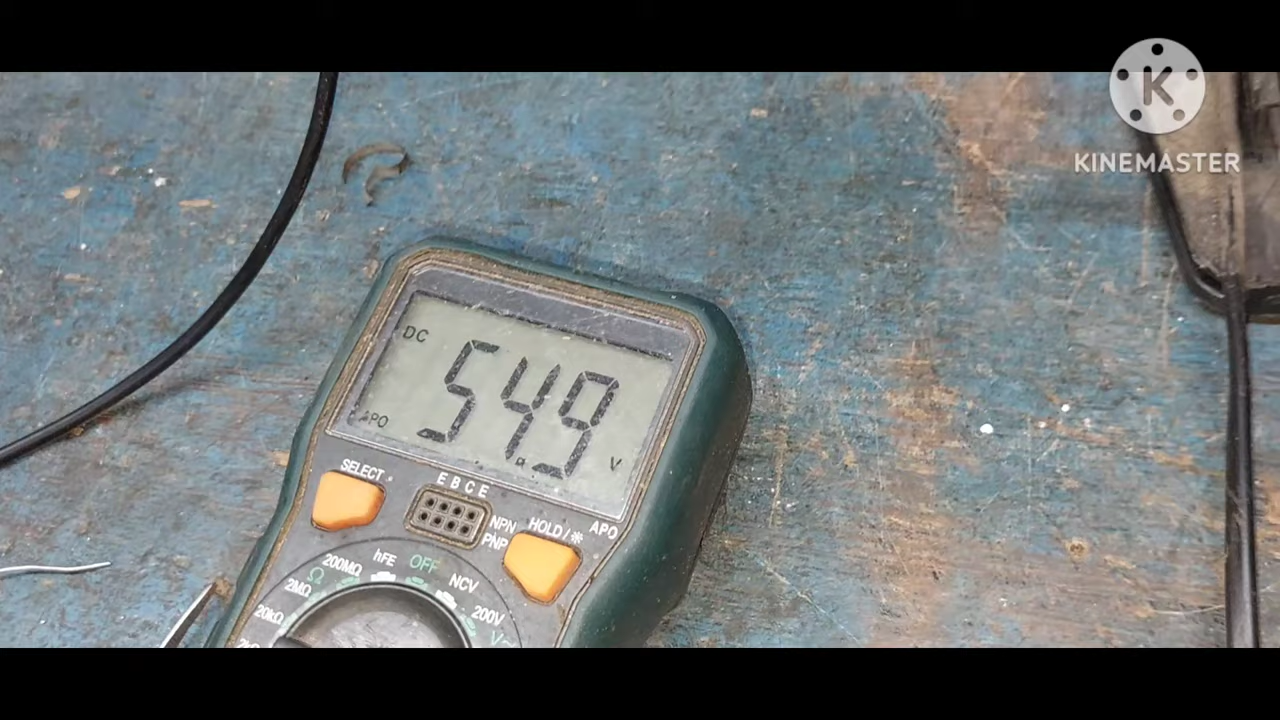 K
KINEMASTER
DC
54.9
APO
V
SELECT
E B C E
NPN
PNP
HOLD/☀
APO
hFE
OFF
NCV
200MΩ
Ω
2MΩ
200V
20kΩ
V~